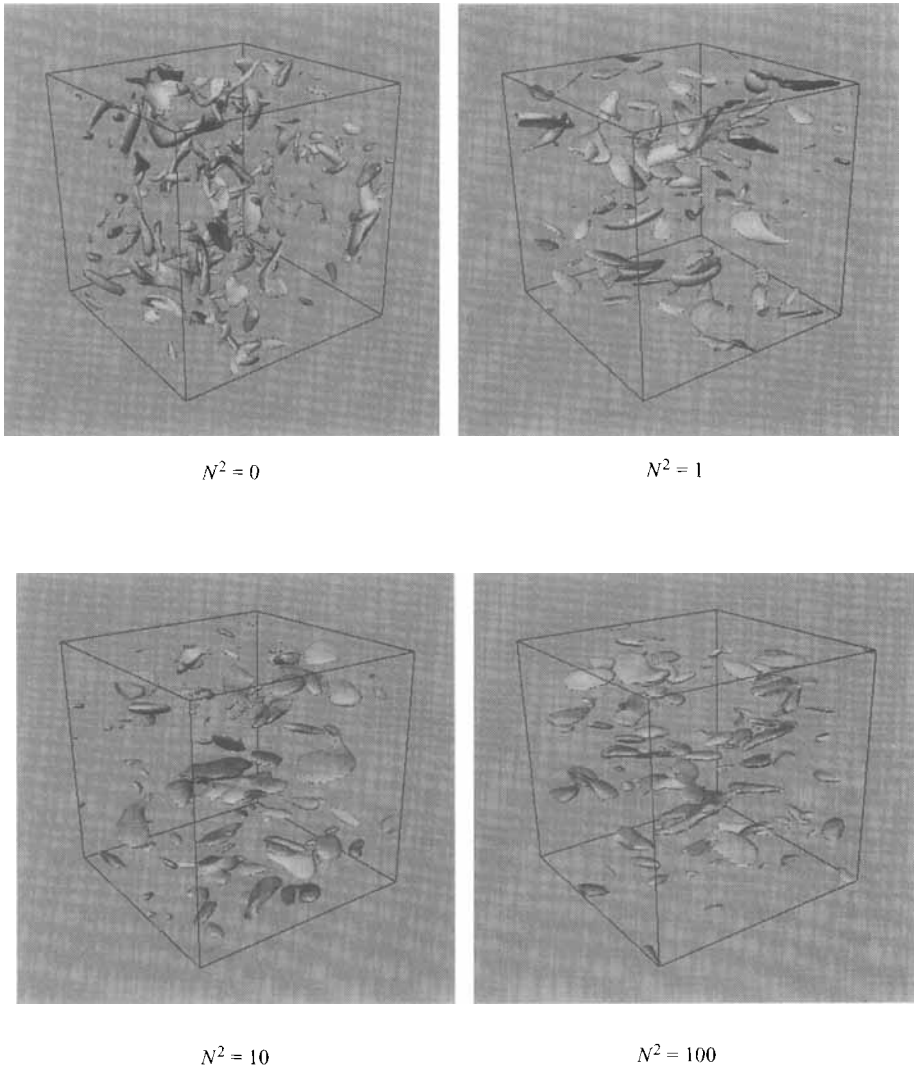 N² = 0
N² = 1
N² = 10
N² = 100